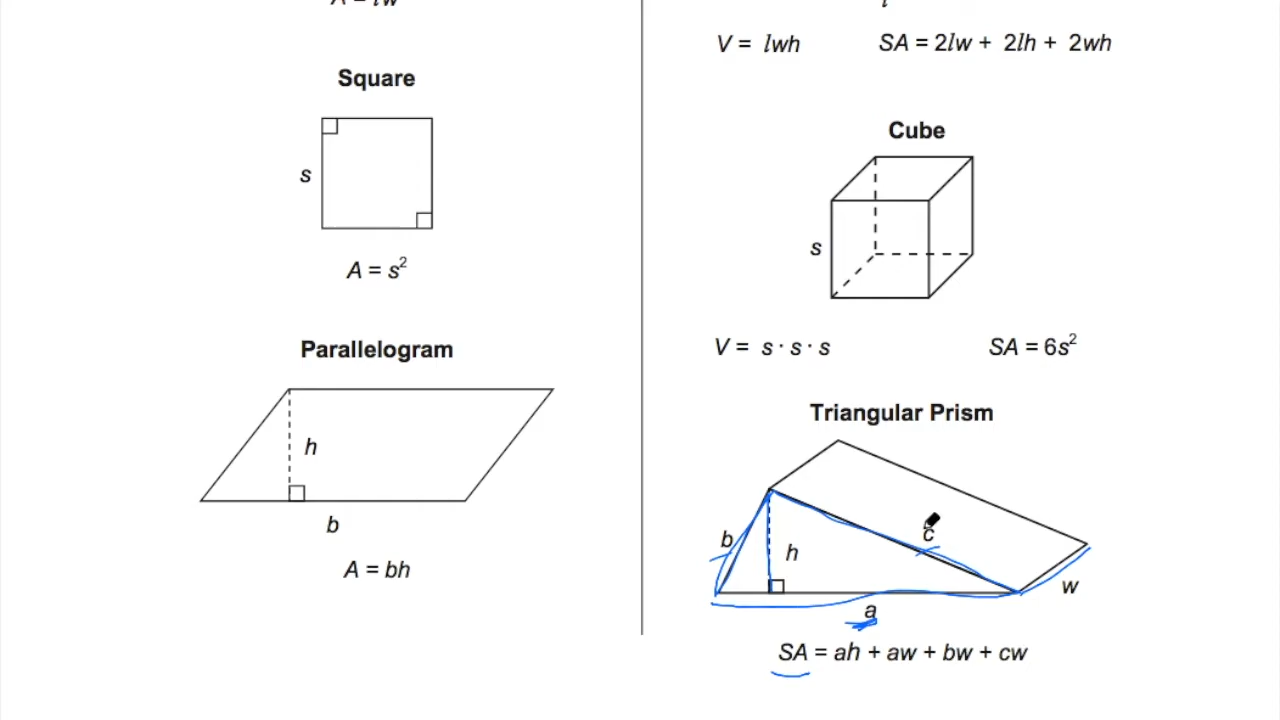 A = lw
Square
s
A = s²
Parallelogram
h
b
A = bh
l
V = lwh SA = 2lw + 2lh + 2wh
Cube
s
V = s · s · s SA = 6s²
Triangular Prism
b
h
c
w
a
SA = ah + aw + bw + cw